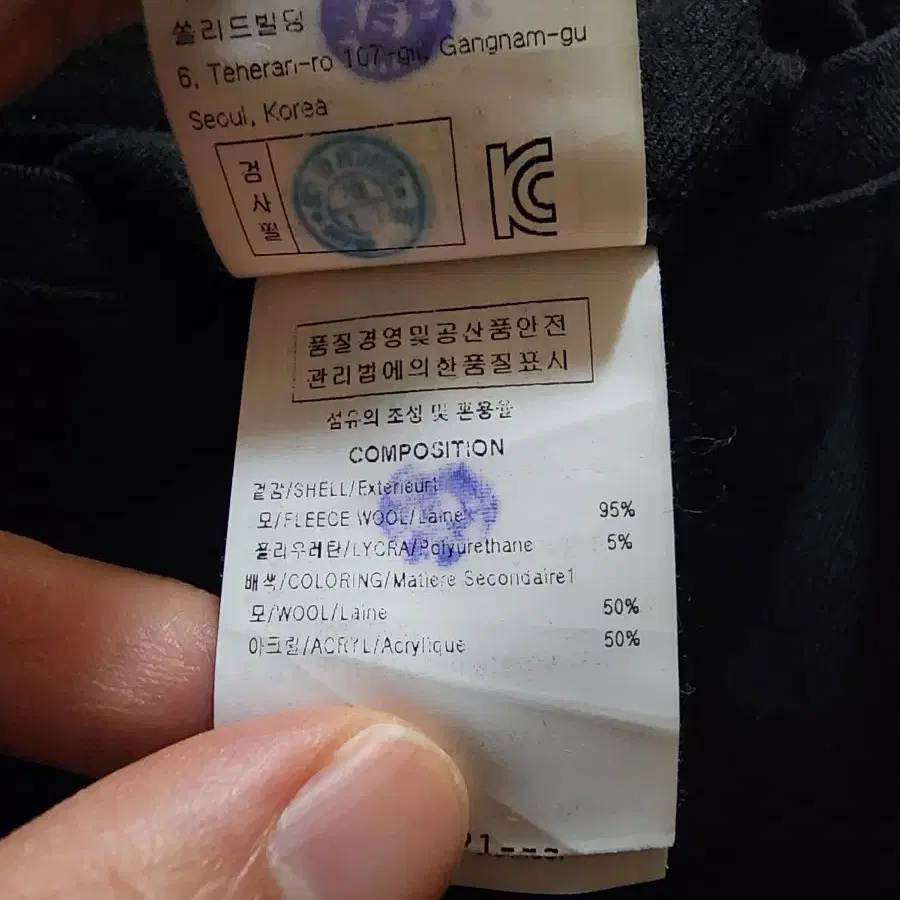 쏠리드빌딩
6, Teheran-ro 107-gil, Gangnam-gu
Seoul, Korea
검사필
KC
품질경영및공산품안전
관리법에의한품질표시
섬유의 조성 및 혼용율
COMPOSITION
겉감/SHELL/Exterieur1
모/FLEECE WOOL/Laine 95%
폴리우레탄/LYCRA/Polyurethane 5%
배색/COLORING/Matiere Secondaire1
모/WOOL/Laine 50%
아크릴/ACRYL/Acrylique 50%